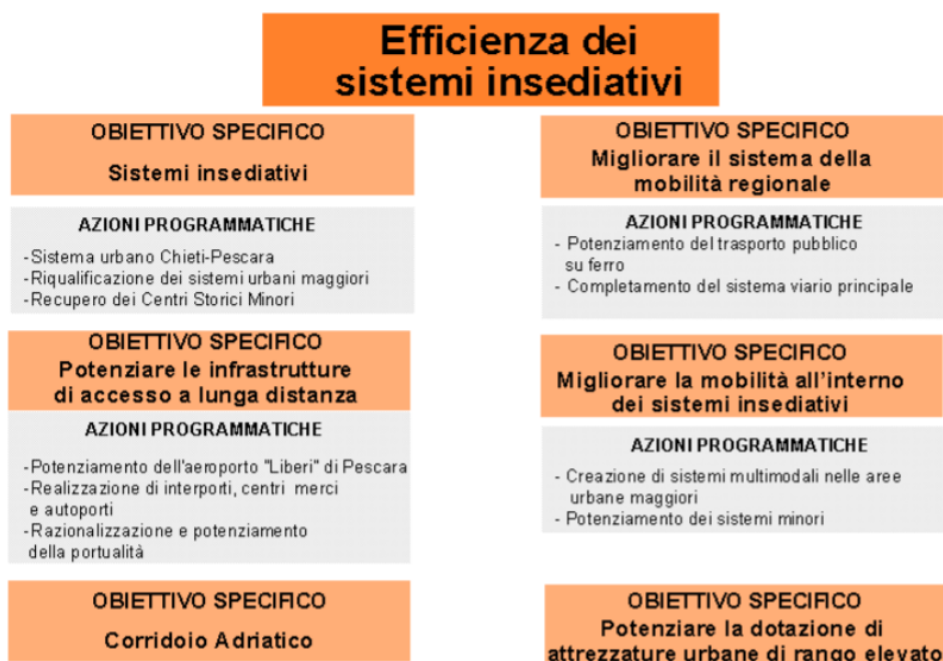 Efficienza dei
sistemi insediativi
OBIETTIVO SPECIFICO
Sistemi insediativi
AZIONI PROGRAMMATICHE
-Sistema urbano Chieti-Pescara
-Riqualificazione dei sistemi urbani maggiori
-Recupero dei Centri Storici Minori
OBIETTIVO SPECIFICO
Potenziare le infrastrutture
di accesso a lunga distanza
AZIONI PROGRAMMATICHE
-Potenziamento dell'aeroporto "Liberi" di Pescara
-Realizzazione di interporti, centri merci
e autoporti
-Razionalizzazione e potenziamento
della portualità
OBIETTIVO SPECIFICO
Corridoio Adriatico
OBIETTIVO SPECIFICO
Migliorare il sistema della
mobilità regionale
AZIONI PROGRAMMATICHE
- Potenziamento del trasporto pubblico
su ferro
- Completamento del sistema viario principale
OBIETTIVO SPECIFICO
Migliorare la mobilità all'interno
dei sistemi insediativi
AZIONI PROGRAMMATICHE
- Creazione di sistemi multimodali nelle aree
urbane maggiori
- Potenziamento dei sistemi minori
OBIETTIVO SPECIFICO
Potenziare la dotazione di
attrezzature urbane di rango elevato